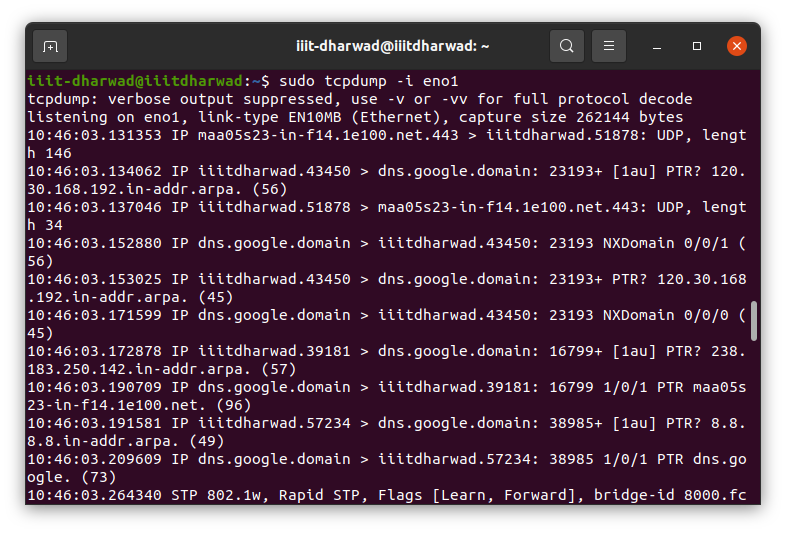 iiit-dharwad@iiitdharwad: ~
iiit-dharwad@iiitdharwad:~$ sudo tcpdump -i eno1
tcpdump: verbose output suppressed, use -v or -vv for full protocol decode
listening on eno1, link-type EN10MB (Ethernet), capture size 262144 bytes
10:46:03.131353 IP maa05s23-in-f14.1e100.net.443 > iiitdharwad.51878: UDP, lengt
h 146
10:46:03.134062 IP iiitdharwad.43450 > dns.google.domain: 23193+ [1au] PTR? 120.
30.168.192.in-addr.arpa. (56)
10:46:03.137046 IP iiitdharwad.51878 > maa05s23-in-f14.1e100.net.443: UDP, lengt
h 34
10:46:03.152880 IP dns.google.domain > iiitdharwad.43450: 23193 NXDomain 0/0/1 (
56)
10:46:03.153025 IP iiitdharwad.43450 > dns.google.domain: 23193+ PTR? 120.30.168
.192.in-addr.arpa. (45)
10:46:03.171599 IP dns.google.domain > iiitdharwad.43450: 23193 NXDomain 0/0/0 (
45)
10:46:03.172878 IP iiitdharwad.39181 > dns.google.domain: 16799+ [1au] PTR? 238.
183.250.142.in-addr.arpa. (57)
10:46:03.190709 IP dns.google.domain > iiitdharwad.39181: 16799 1/0/1 PTR maa05s
23-in-f14.1e100.net. (96)
10:46:03.191581 IP iiitdharwad.57234 > dns.google.domain: 38985+ [1au] PTR? 8.8.
8.8.in-addr.arpa. (49)
10:46:03.209609 IP dns.google.domain > iiitdharwad.57234: 38985 1/0/1 PTR dns.go
ogle. (73)
10:46:03.264340 STP 802.1w, Rapid STP, Flags [Learn, Forward], bridge-id 8000.fc